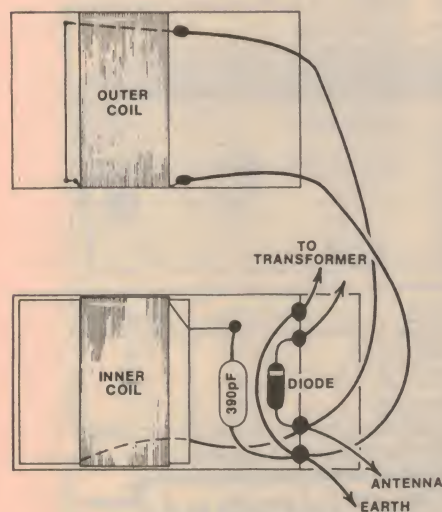 OUTER
COIL
TO
TRANSFORMER
INNER
COIL
390pF
DIODE
ANTENNA
EARTH